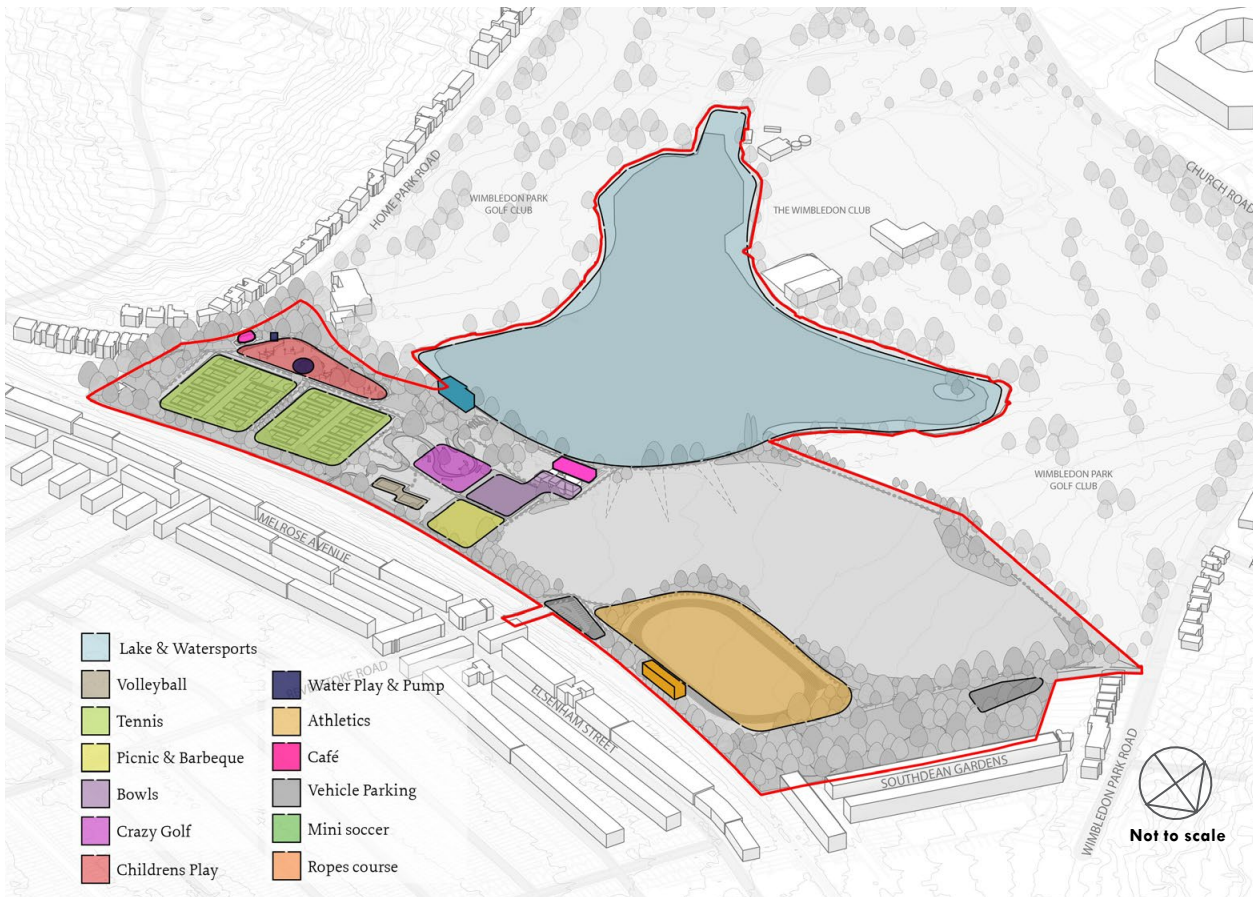 HOME PARK ROAD
WIMBLEDON PARK
GOLF CLUB
THE WIMBLEDON CLUB
CHURCH ROAD
WIMBLEDON PARK
GOLF CLUB
MELROSE AVENUE
ELSENHAM STREET
SOUTHDEAN GARDENS
WIMBLEDON PARK ROAD
Lake & Watersports
Volleyball
Tennis
Picnic & Barbeque
Bowls
Crazy Golf
Childrens Play
Water Play & Pump
Athletics
Café
Vehicle Parking
Mini soccer
Ropes course
Not to scale